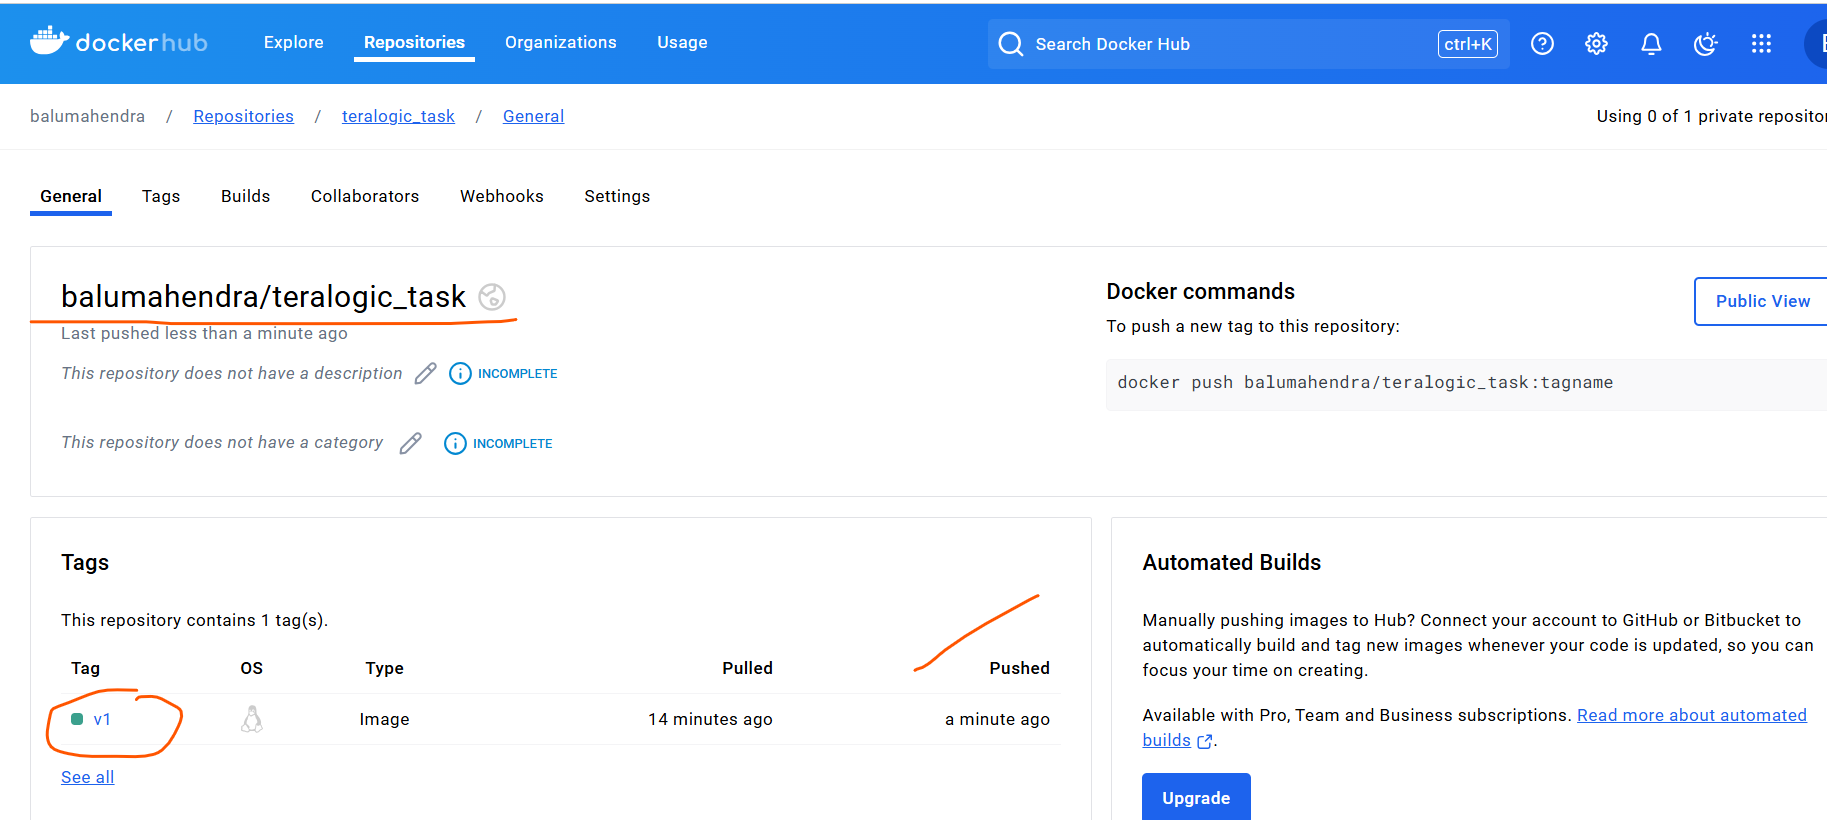 dockerhub Explore Repositories Organizations Usage Search Docker Hub ctrl+K
balumahendra / Repositories / teralogic_task / General Using 0 of 1 private repositor
General Tags Builds Collaborators Webhooks Settings
balumahendra/teralogic_task
Last pushed less than a minute ago
This repository does not have a description INCOMPLETE
This repository does not have a category INCOMPLETE
Docker commands
Public View
To push a new tag to this repository:
docker push balumahendra/teralogic_task:tagname
Tags
This repository contains 1 tag(s).
Tag OS Type Pulled Pushed
v1 Image 14 minutes ago a minute ago
See all
Automated Builds
Manually pushing images to Hub? Connect your account to GitHub or Bitbucket to
automatically build and tag new images whenever your code is updated, so you can
focus your time on creating.
Available with Pro, Team and Business subscriptions. Read more about automated
builds.
Upgrade